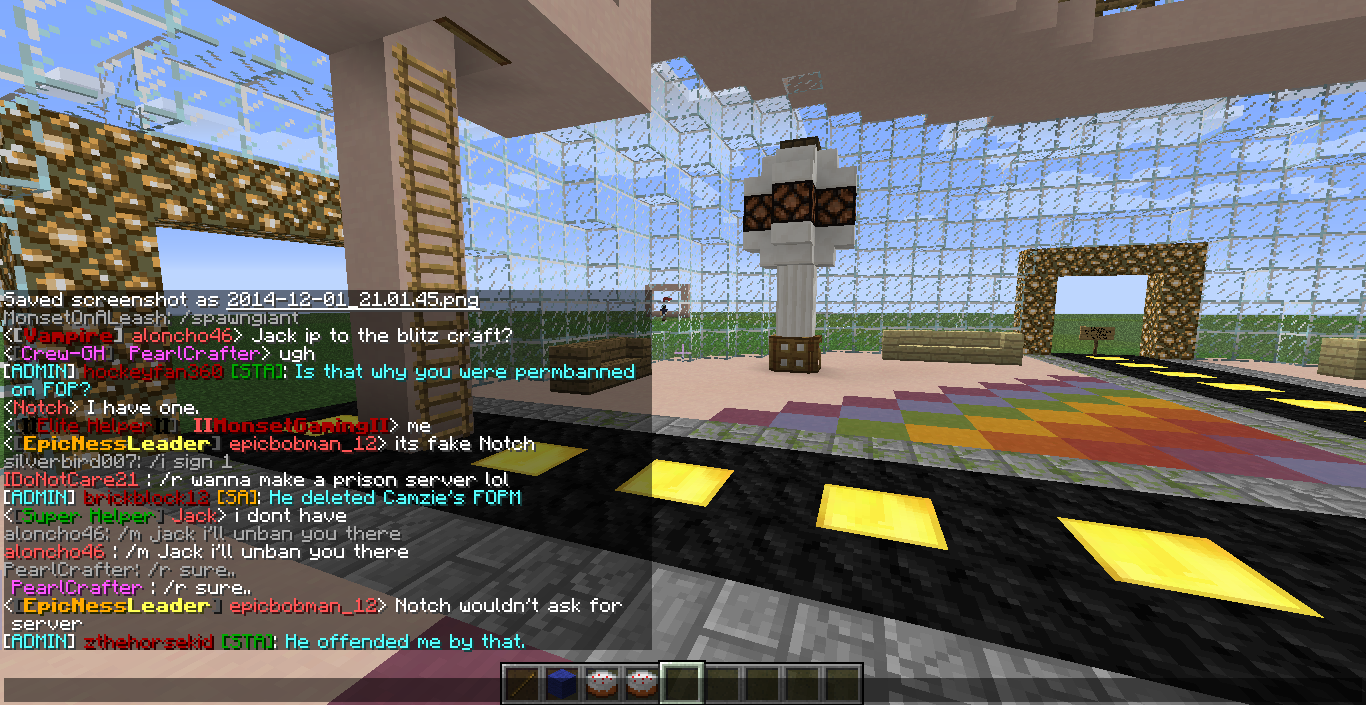 Saved screenshot as 2014-12-01_21.01.45.png
MonsetOnALeash: /spawngiant
<[Vampire] aloncho46> Jack ip to the blitz craft?
<[Crew-GH] PearlCrafter> ugh
[ADMIN] hockeyfan360 [STA]: Is that why you were permbanned
on FOP?
<Notch> I have one.
<[Elite Helper] IIMonsetGamingII> me
<[EpicNessLeader] epicbobman_12> its fake Notch
silverbird007: /i sign 1
IDoNotCare21 : /r wanna make a prison server lol
[ADMIN] brickblock12 [SA]: He deleted Camzie's FOPM
<[Super Helper] Jack> i dont have
aloncho46: /m Jack i'll unban you there
aloncho46 : /m Jack i'll unban you there
PearlCrafter: /r sure..
PearlCrafter : /r sure..
<[EpicNessLeader] epicbobman_12> Notch wouldn't ask for
server
[ADMIN] zthehorsekid [STA]: He offended me by that.